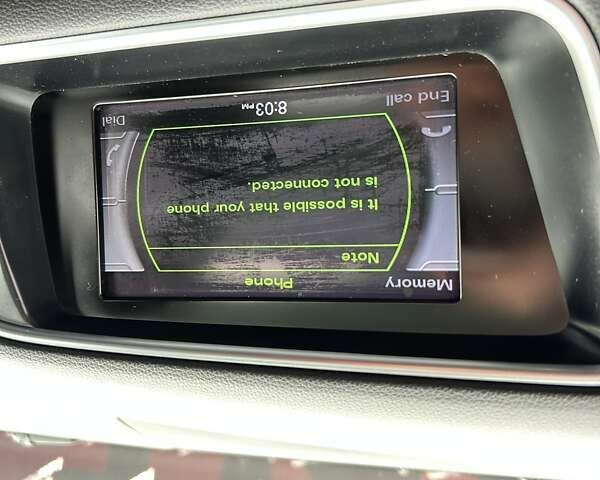 Memory
Phone
Note
It is possible that your phone
is not connected.
End call
8:03 PM
Dial